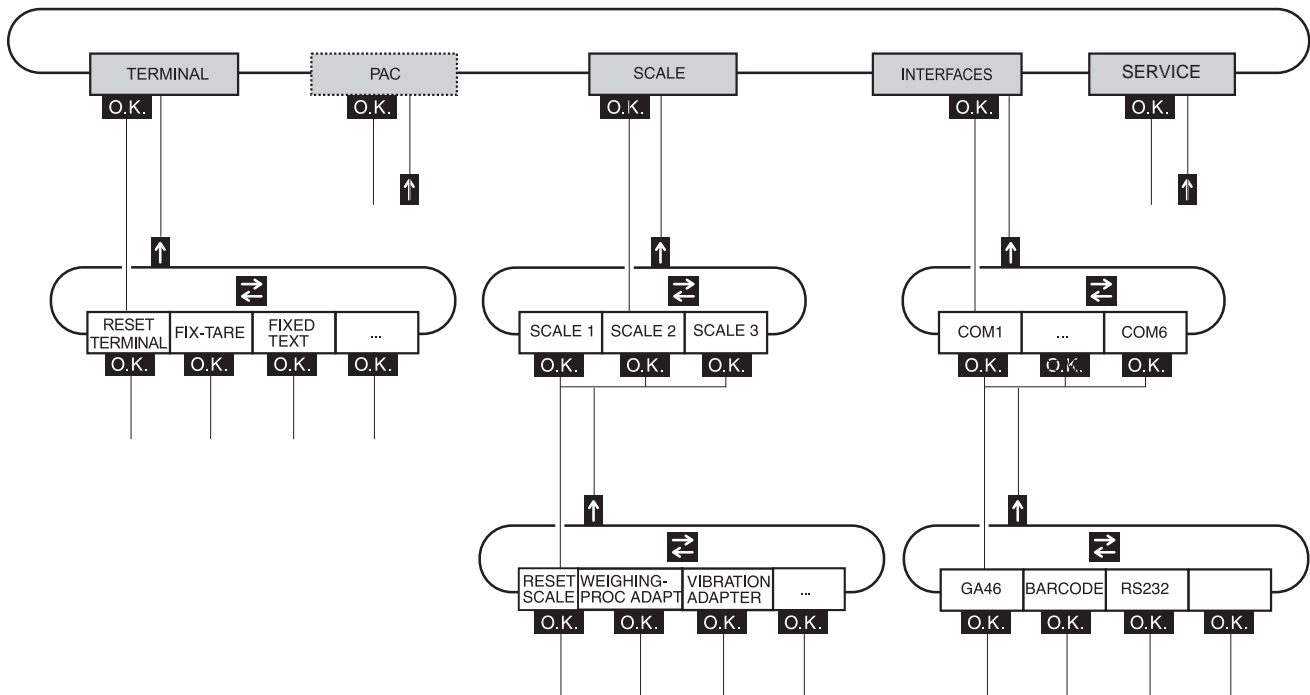 TERMINAL
PAC
SCALE
INTERFACES
SERVICE
O.K.
O.K.
O.K.
O.K.
O.K.
RESET
TERMINAL
FIX-TARE
FIXED
TEXT
...
SCALE 1
SCALE 2
SCALE 3
COM1
...
COM6
O.K.
O.K.
O.K.
O.K.
O.K.
O.K.
O.K.
O.K.
O.K.
O.K.
RESET
SCALE
WEIGHING-
PROC ADAPT
VIBRATION
ADAPTER
...
GA46
BARCODE
RS232
O.K.
O.K.
O.K.
O.K.
O.K.
O.K.
O.K.
O.K.